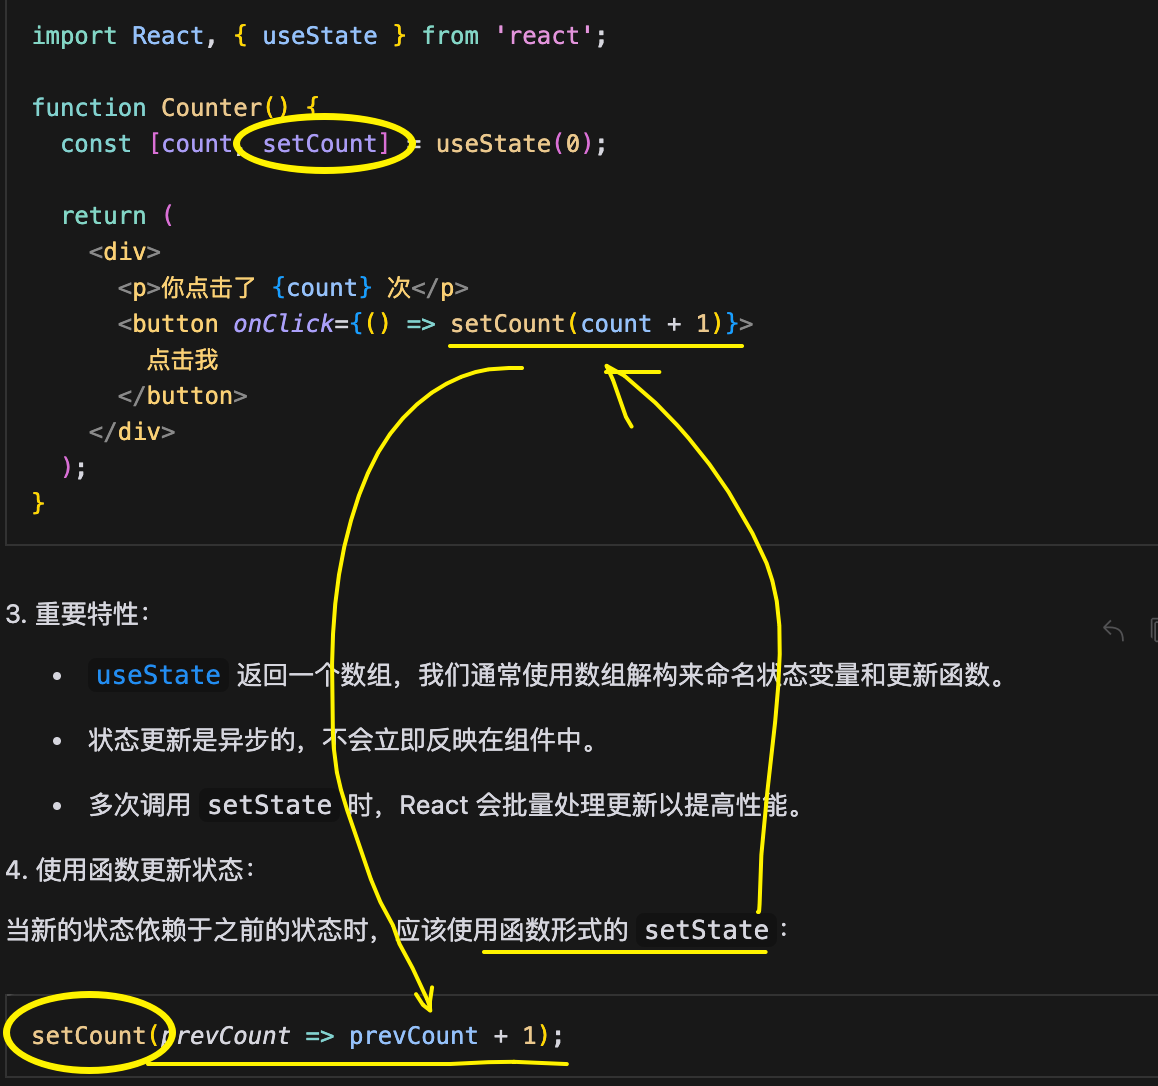 import React, { useState } from 'react';
function Counter() {
const [count, setCount] = useState(0);
return (
<div>
<p>你点击了 {count} 次</p>
<button onClick={() => setCount(count + 1)}>
点击我
</button>
</div>
);
}
3. 重要特性：
• useState 返回一个数组，我们通常使用数组解构来命名状态变量和更新函数。
• 状态更新是异步的，不会立即反映在组件中。
• 多次调用 setState 时，React 会批量处理更新以提高性能。
4. 使用函数更新状态：
当新的状态依赖于之前的状态时，应该使用函数形式的 setState：
setCount(prevCount => prevCount + 1);